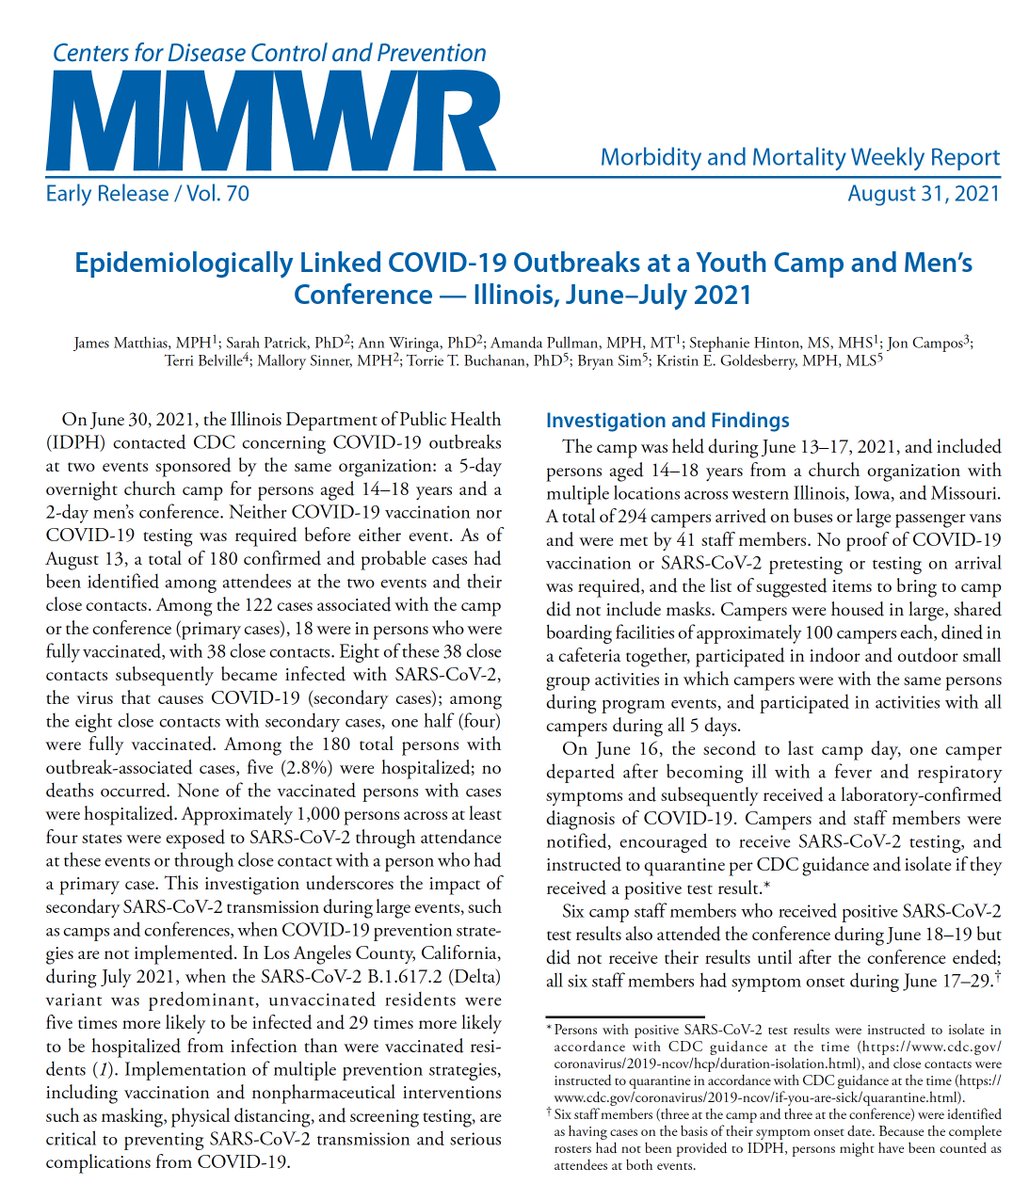 Centers for Disease Control and Prevention
MMWR
Morbidity and Mortality Weekly Report
Early Release / Vol. 70
August 31, 2021
Epidemiologically Linked COVID-19 Outbreaks at a Youth Camp and Men’s
Conference — Illinois, June–July 2021
James Matthias, MPH1; Sarah Patrick, PhD2; Ann Wiringa, PhD2; Amanda Pullman, MPH, MT1; Stephanie Hinton, MS, MHS1; Jon Campos3;
Terri Belville4; Mallory Sinner, MPH2; Torrie T. Buchanan, PhD5; Bryan Sim5; Kristin E. Goldesberry, MPH, MLS5
On June 30, 2021, the Illinois Department of Public Health
(IDPH) contacted CDC concerning COVID-19 outbreaks
at two events sponsored by the same organization: a 5-day
overnight church camp for persons aged 14–18 years and a
2-day men’s conference. Neither COVID-19 vaccination nor
COVID-19 testing was required before either event. As of
August 13, a total of 180 confirmed and probable cases had
been identified among attendees at the two events and their
close contacts. Among the 122 cases associated with the camp
or the conference (primary cases), 18 were in persons who were
fully vaccinated, with 38 close contacts. Eight of these 38 close
contacts subsequently became infected with SARS-CoV-2,
the virus that causes COVID-19 (secondary cases); among
the eight close contacts with secondary cases, one half (four)
were fully vaccinated. Among the 180 total persons with
outbreak-associated cases, five (2.8%) were hospitalized; no
deaths occurred. None of the vaccinated persons with cases
were hospitalized. Approximately 1,000 persons across at least
four states were exposed to SARS-CoV-2 through attendance
at these events or through close contact with a person who had
a primary case. This investigation underscores the impact of
secondary SARS-CoV-2 transmission during large events, such
as camps and conferences, when COVID-19 prevention strate-
gies are not implemented. In Los Angeles County, California,
during July 2021, when the SARS-CoV-2 B.1.617.2 (Delta)
variant was predominant, unvaccinated residents were
five times more likely to be infected and 29 times more likely
to be hospitalized from infection than were vaccinated resi-
dents (1). Implementation of multiple prevention strategies,
including vaccination and nonpharmaceutical interventions
such as masking, physical distancing, and screening testing, are
critical to preventing SARS-CoV-2 transmission and serious
complications from COVID-19.
Investigation and Findings
The camp was held during June 13–17, 2021, and included
persons aged 14–18 years from a church organization with
multiple locations across western Illinois, Iowa, and Missouri.
A total of 294 campers arrived on buses or large passenger vans
and were met by 41 staff members. No proof of COVID-19
vaccination or SARS-CoV-2 pretesting or testing on arrival
was required, and the list of suggested items to bring to camp
did not include masks. Campers were housed in large, shared
boarding facilities of approximately 100 campers each, dined in
a cafeteria together, participated in indoor and outdoor small
group activities in which campers were with the same persons
during program events, and participated in activities with all
campers during all 5 days.
On June 16, the second to last camp day, one camper
departed after becoming ill with a fever and respiratory
symptoms and subsequently received a laboratory-confirmed
diagnosis of COVID-19. Campers and staff members were
notified, encouraged to receive SARS-CoV-2 testing, and
instructed to quarantine per CDC guidance and isolate if they
received a positive test result.*
Six camp staff members who received positive SARS-CoV-2
test results also attended the conference during June 18–19 but
did not receive their results until after the conference ended;
all six staff members had symptom onset during June 17–29.†
* Persons with positive SARS-CoV-2 test results were instructed to isolate in
accordance with CDC guidance at the time (https://www.cdc.gov/
coronavirus/2019-ncov/hcp/duration-isolation.html), and close contacts were
instructed to quarantine in accordance with CDC guidance at the time (https://
www.cdc.gov/coronavirus/2019-ncov/if-you-are-sick/quarantine.html).
† Six staff members (three at the camp and three at the conference) were identified
as having cases on the basis of their symptom onset date. Because the complete
rosters had not been provided to IDPH, persons might have been counted as
attendees at both events.